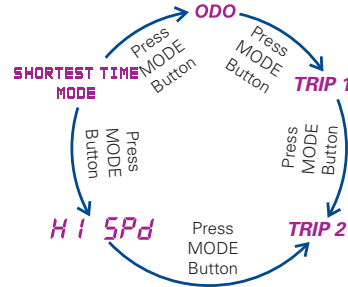 ODO
Press
MODE
Button
Press
MODE
Button
SHORTEST TIME
MODE
TRIP 1
Press
MODE
Button
Press
MODE
Button
HI SPd
Press
MODE
Button
TRIP 2